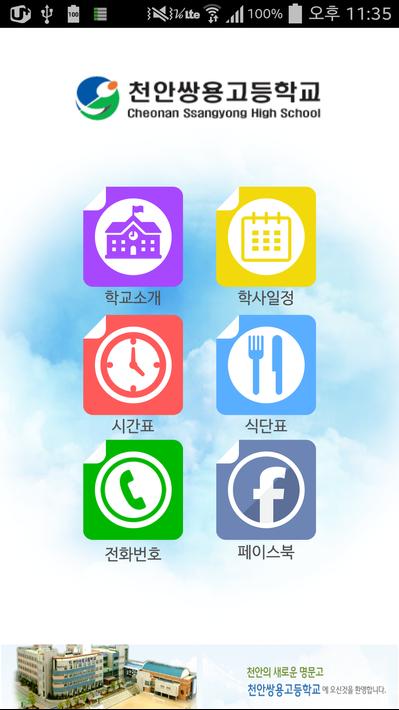 100
LTE
100%
오후 11:35
천안쌍용고등학교
Cheonan Ssangyong High School
학교소개
학사일정
시간표
식단표
전화번호
페이스북
천안의 새로운 명문고
천안쌍용고등학교 에 오신것을 환영합니다.